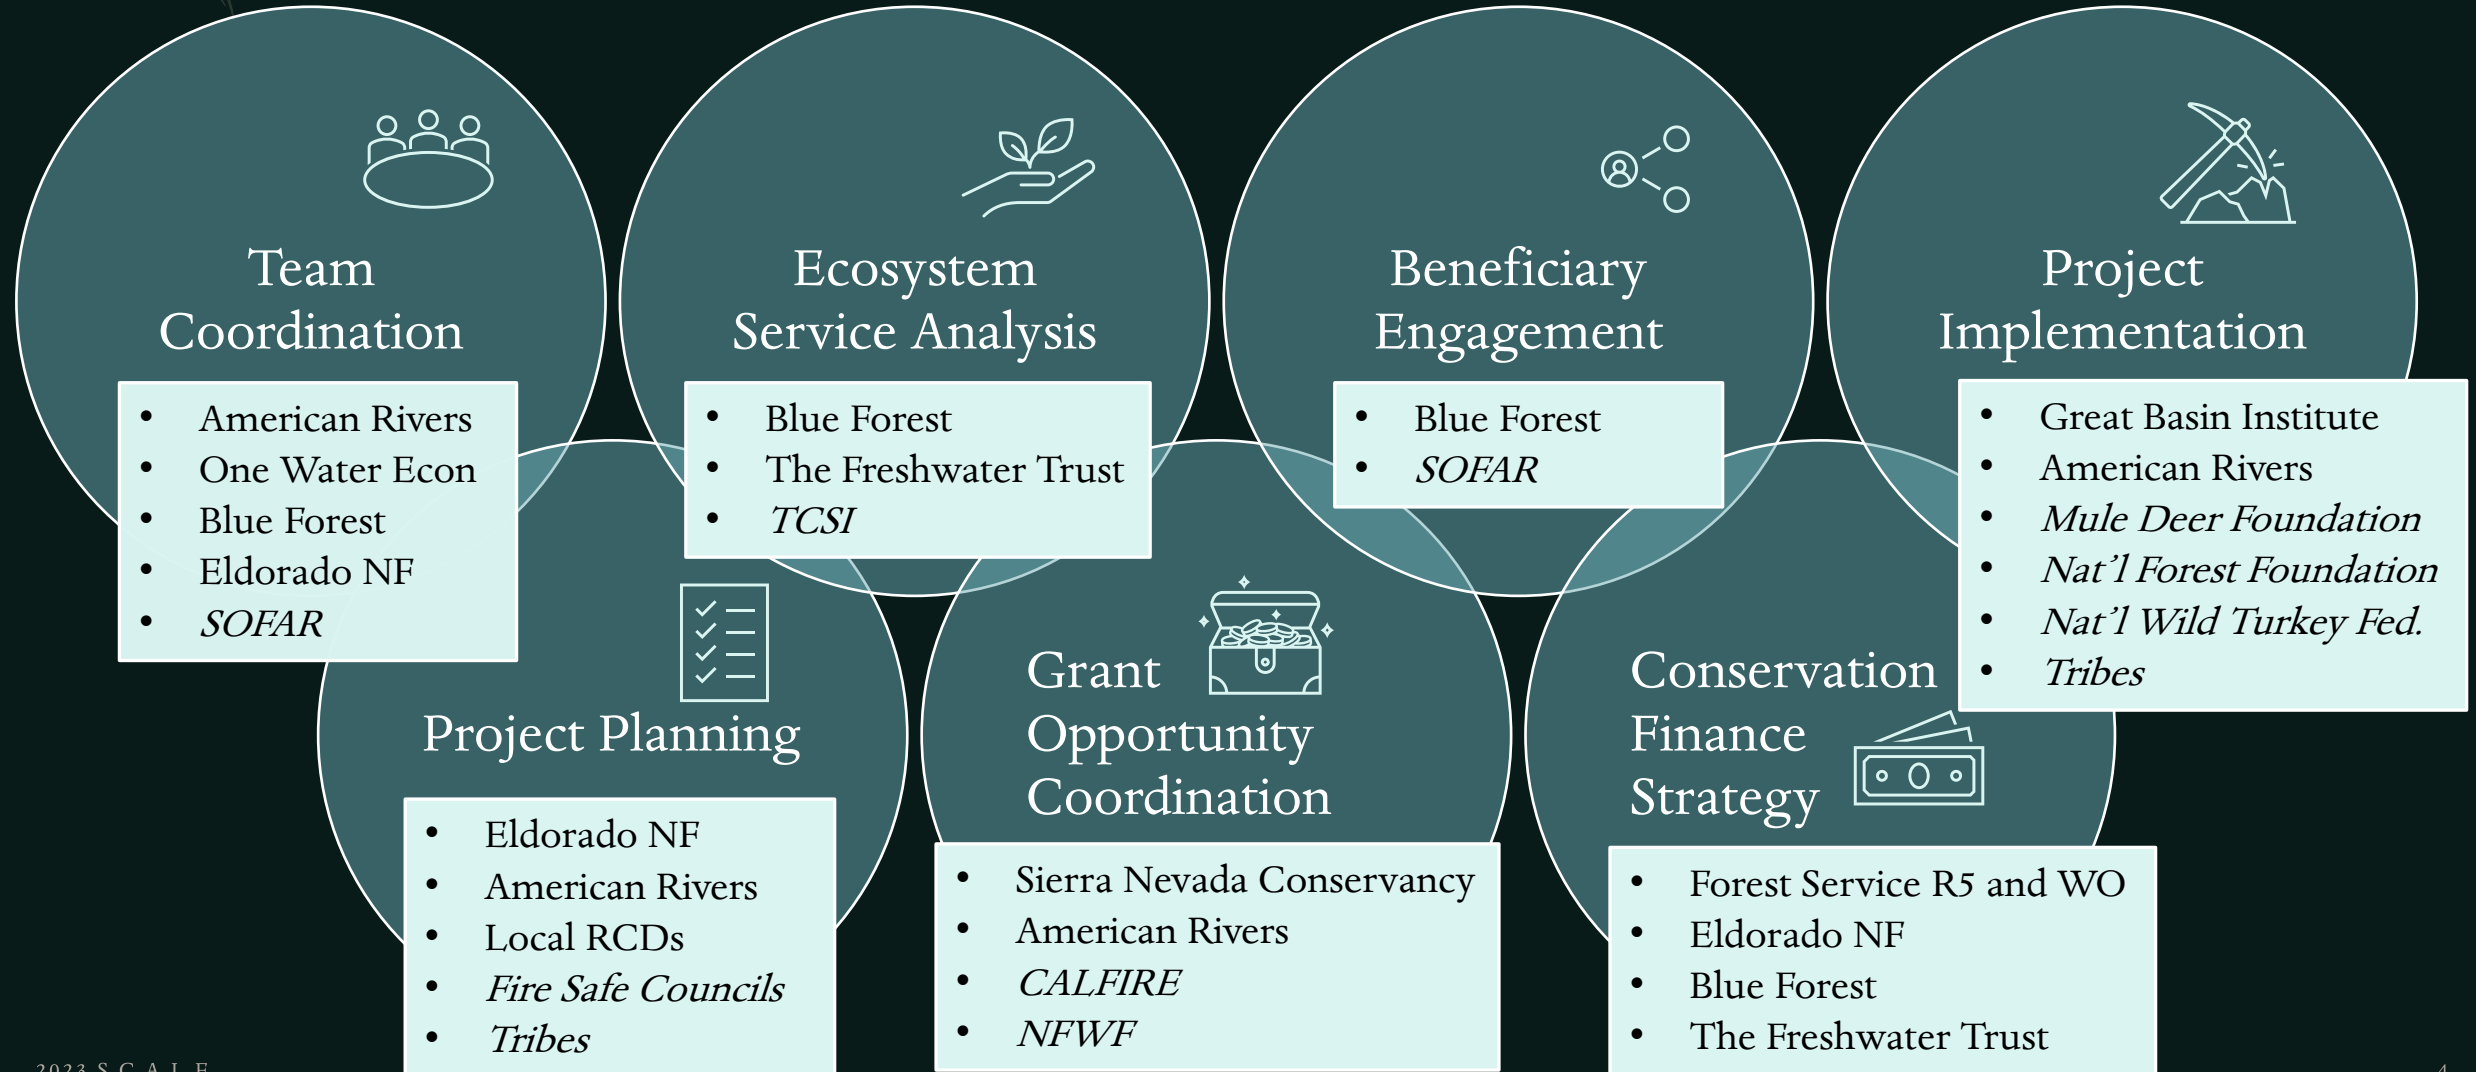 Team
Coordination
• American Rivers
• One Water Econ
• Blue Forest
• Eldorado NF
• SOFAR
Ecosystem
Service Analysis
• Blue Forest
• The Freshwater Trust
• TCSI
Beneficiary
Engagement
• Blue Forest
• SOFAR
Project
Implementation
• Great Basin Institute
• American Rivers
• Mule Deer Foundation
• Nat’l Forest Foundation
• Nat’l Wild Turkey Fed.
• Tribes
Project Planning
• Eldorado NF
• American Rivers
• Local RCDs
• Fire Safe Councils
• Tribes
Grant
Opportunity
Coordination
• Sierra Nevada Conservancy
• American Rivers
• CALFIRE
• NFWF
Conservation
Finance
Strategy
• Forest Service R5 and WO
• Eldorado NF
• Blue Forest
• The Freshwater Trust
2023 SCALE
4